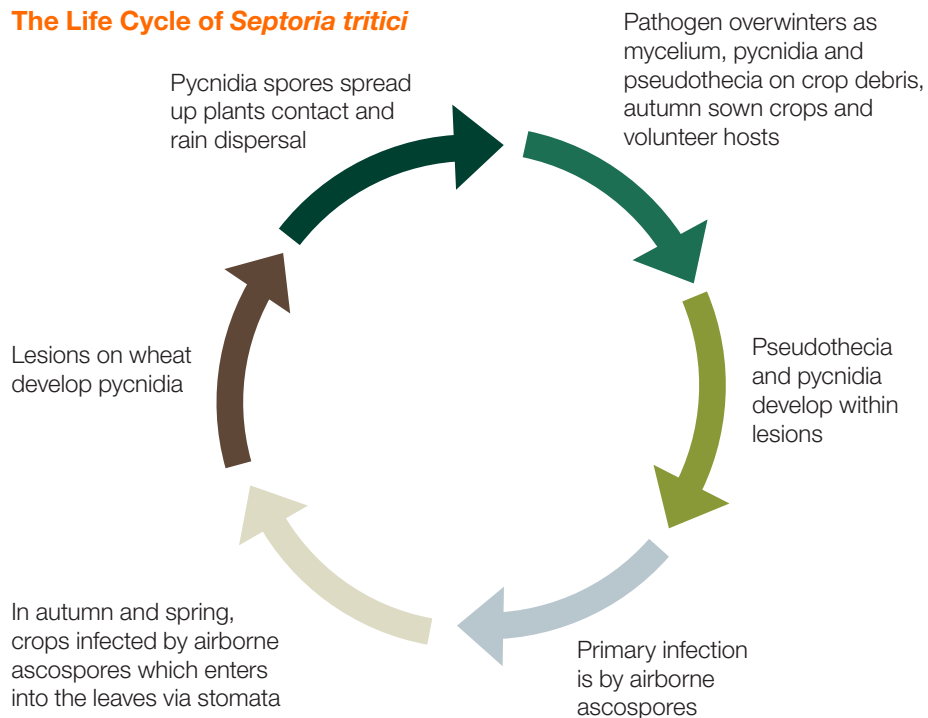 The Life Cycle of Septoria tritici
Pathogen overwinters as
mycelium, pycnidia and
pseudothecia on crop debris,
autumn sown crops and
volunteer hosts
Pseudothecia
and pycnidia
develop within
lesions
Primary infection
is by airborne
ascospores
In autumn and spring,
crops infected by airborne
ascospores which enters
into the leaves via stomata
Lesions on wheat
develop pycnidia
Pycnidia spores spread
up plants contact and
rain dispersal